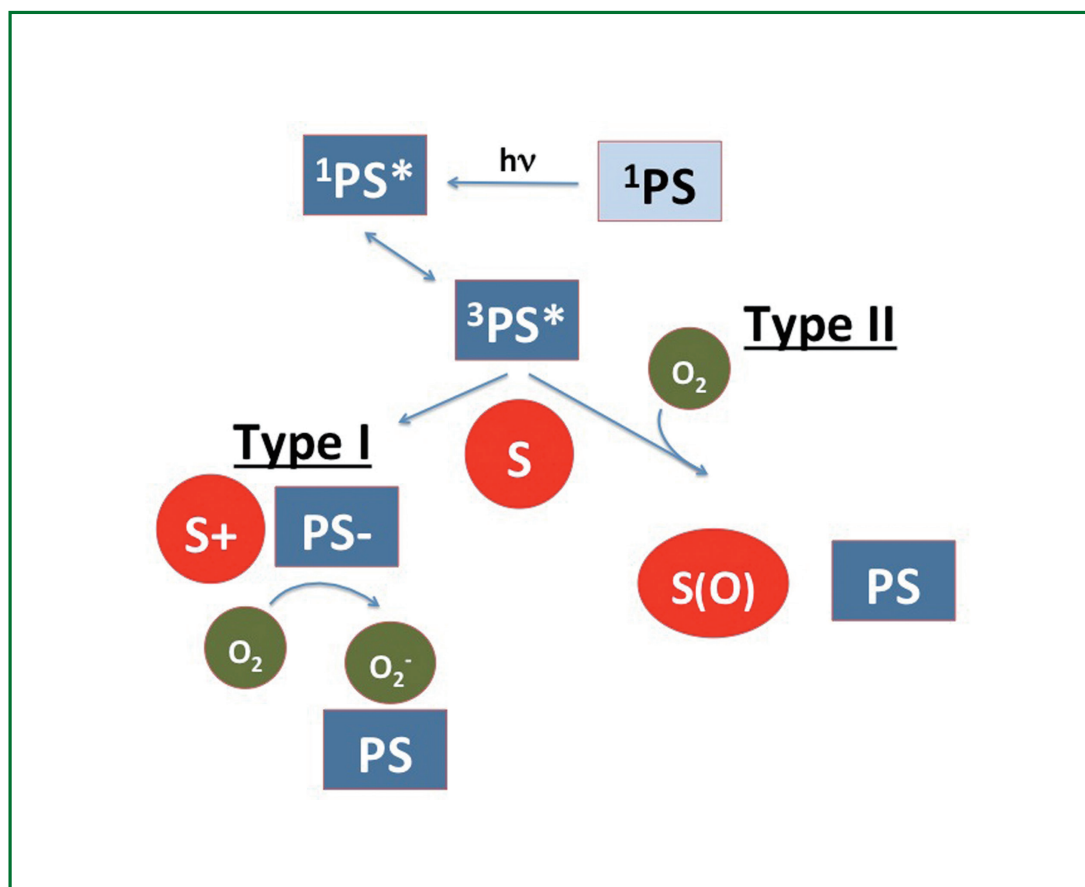 ¹PS*
hν
¹PS
³PS*
Type II
O₂
Type I
S
S+
PS-
S(O)
PS
O₂
O₂⁻
PS